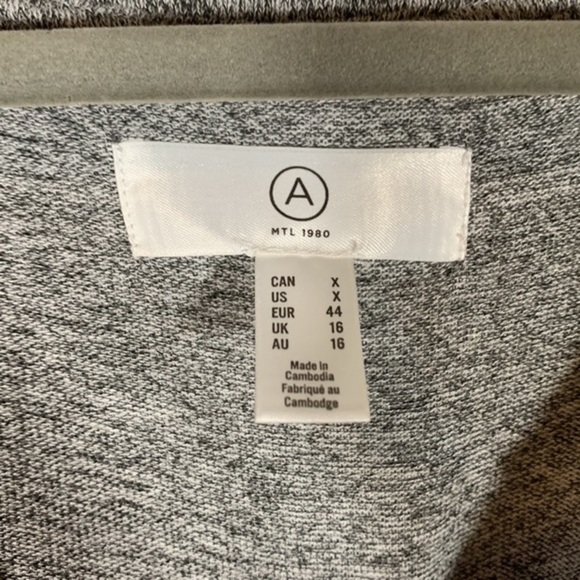 A
MTL 1980
CAN X
US X
EUR 44
UK 16
AU 16
Made in
Cambodia
Fabriqué au
Cambodge